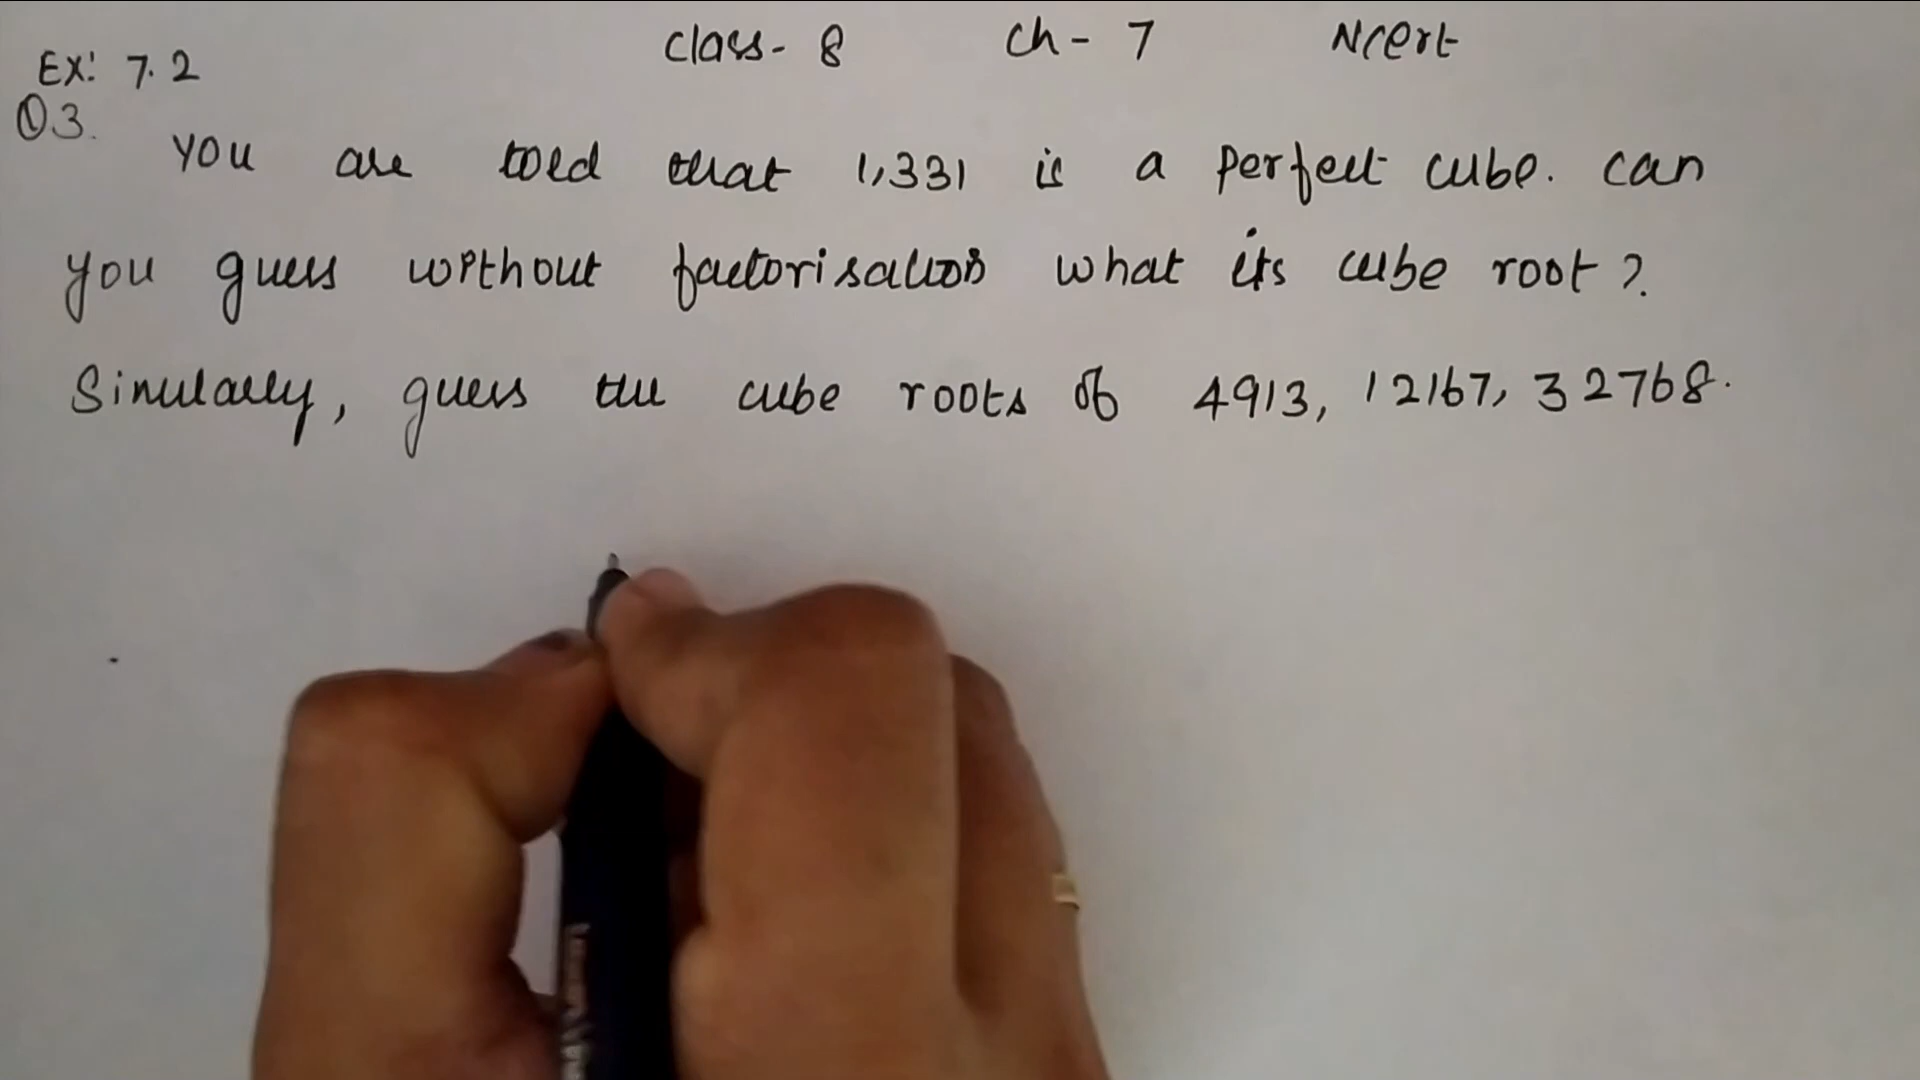 Class- 8 Ch- 7 Ncert
Ex: 7.2
Q3.
You are told that 1,331 is a perfect cube. can
you guess without factorisation what its cube root?
Similarly, guess the cube roots of 4913, 12167, 32768.